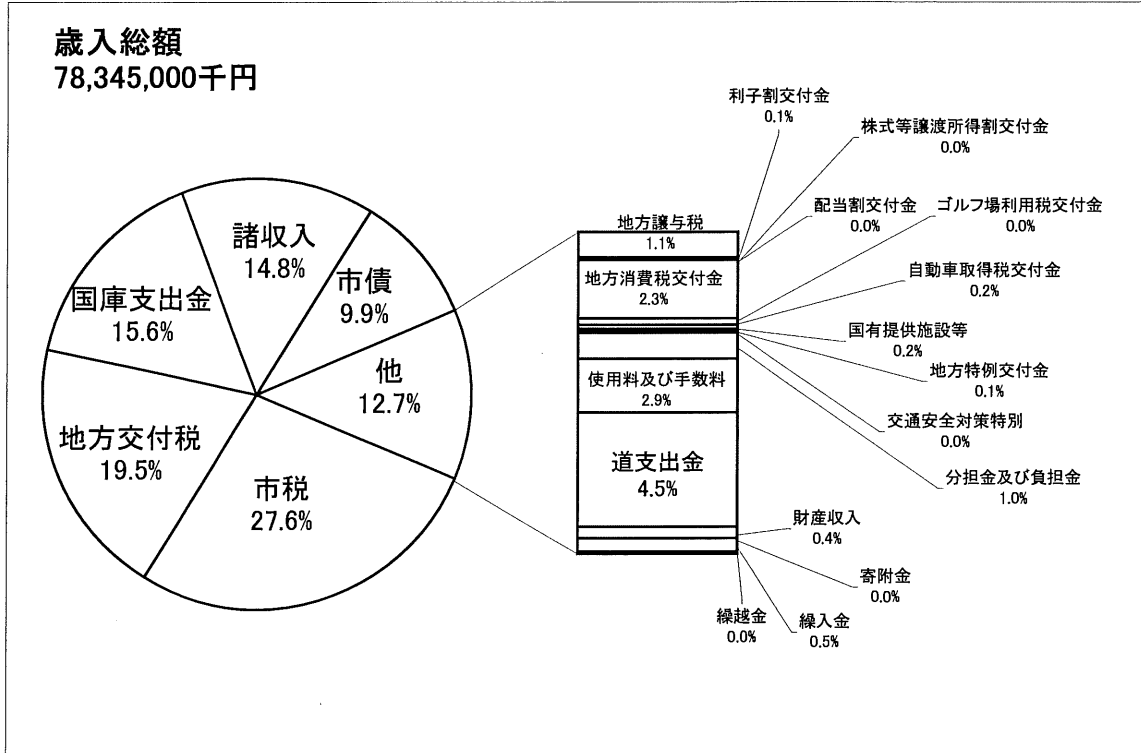 歳入総額
78,345,000千円
諸収入
14.8%
市債
9.9%
他
12.7%
市税
27.6%
地方交付税
19.5%
国庫支出金
15.6%
地方譲与税
1.1%
地方消費税交付金
2.3%
使用料及び手数料
2.9%
道支出金
4.5%
利子割交付金
0.1%
株式等譲渡所得割交付金
0.0%
配当割交付金
0.0%
ゴルフ場利用税交付金
0.0%
自動車取得税交付金
0.2%
国有提供施設等
0.2%
地方特例交付金
0.1%
交通安全対策特別
0.0%
分担金及び負担金
1.0%
財産収入
0.4%
寄附金
0.0%
繰入金
0.5%
繰越金
0.0%